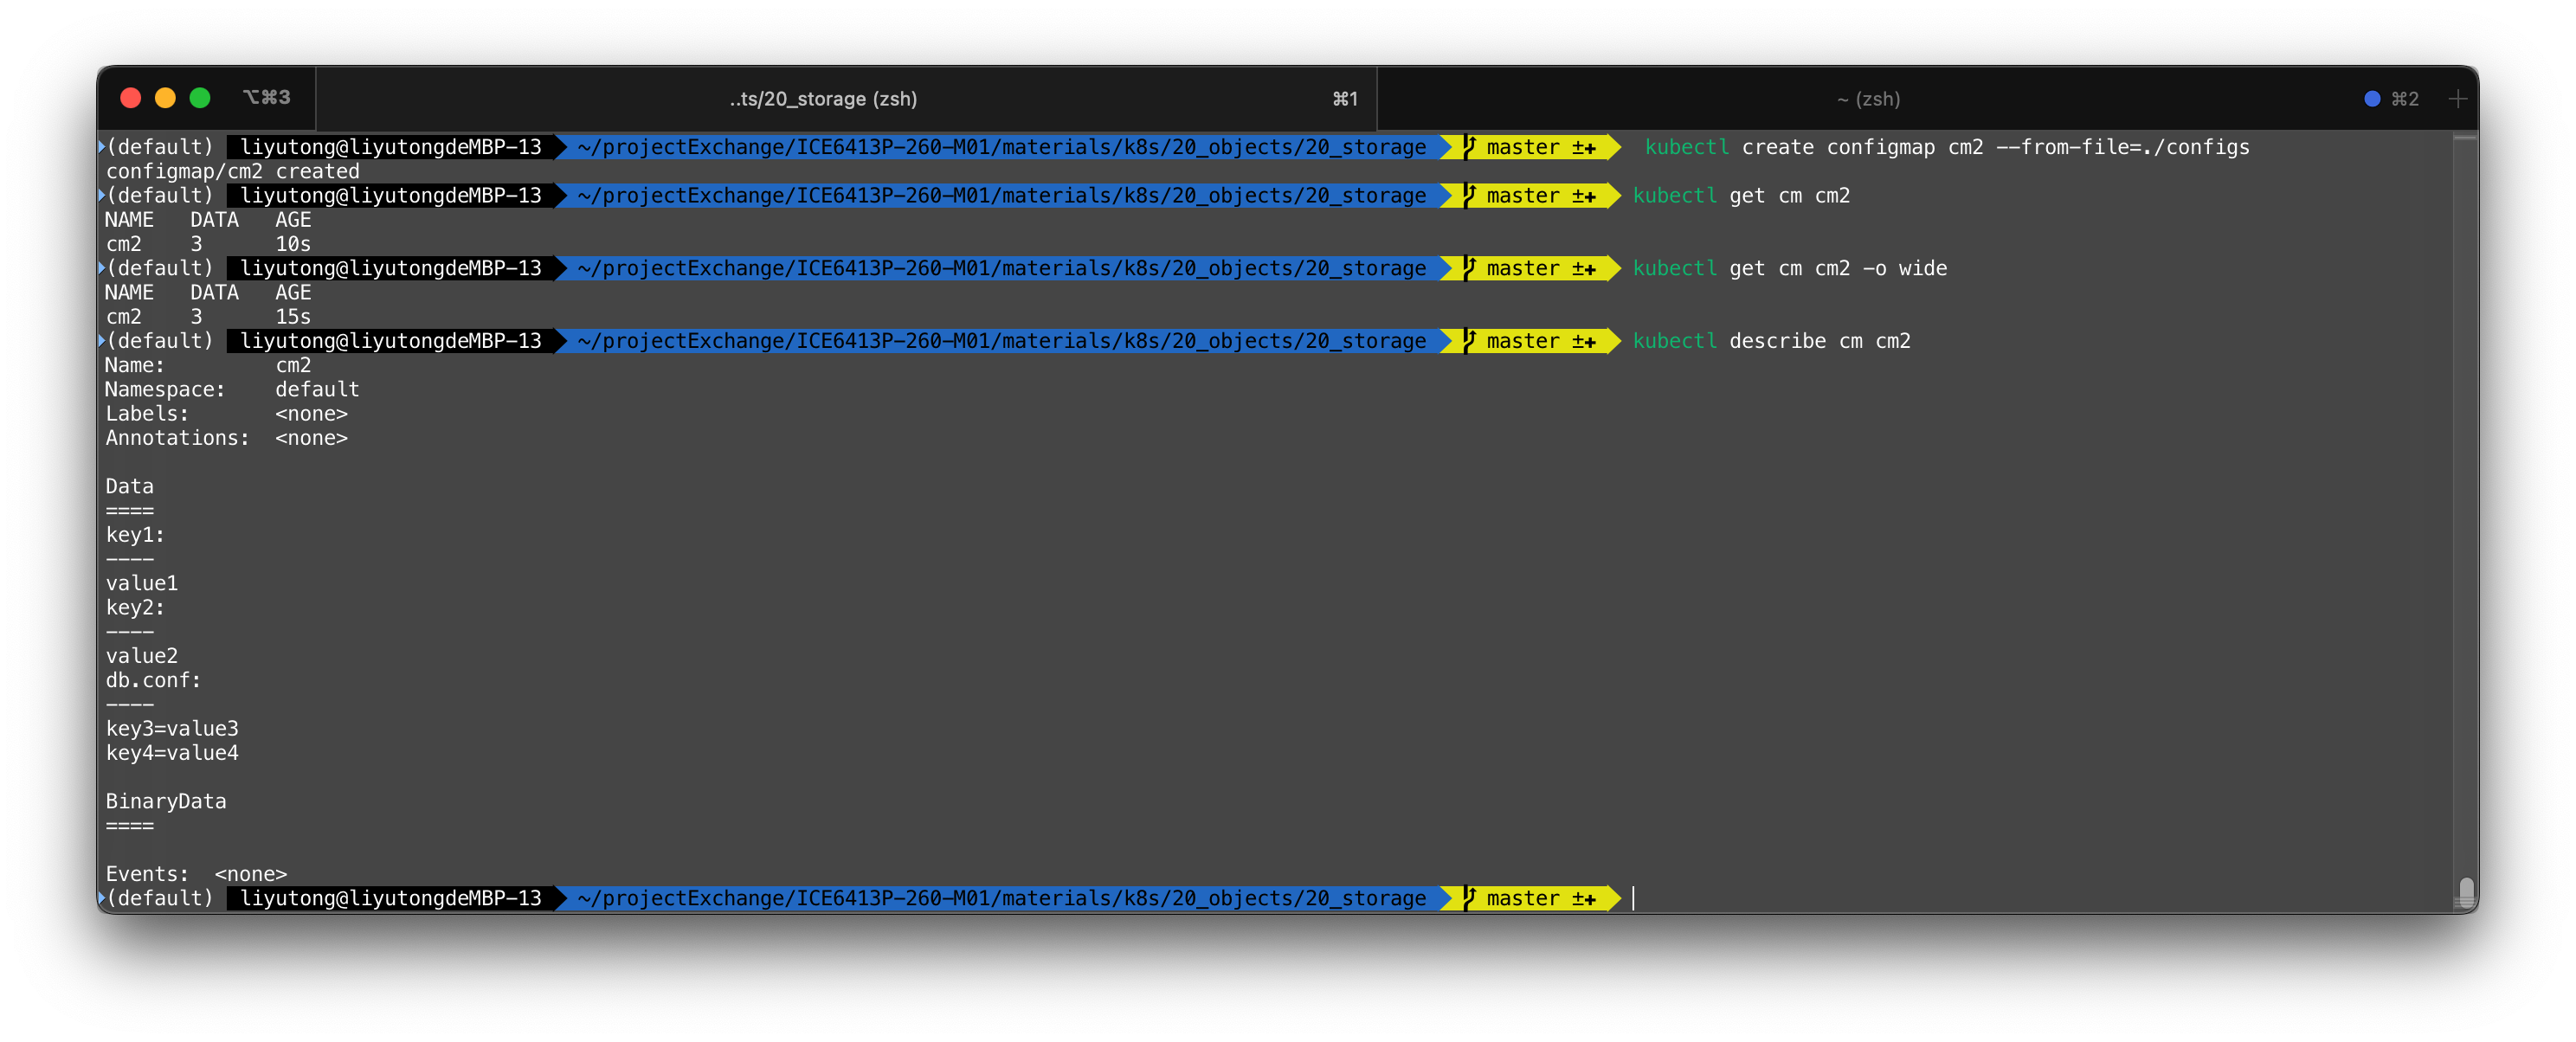 ⌥⌘3 ..ts/20_storage (zsh) ⌘1 ~ (zsh) ⌘2
(default) liyutong@liyutongdeMBP-13 ~/projectExchange/ICE6413P-260-M01/materials/k8s/20_objects/20_storage master ±✚ kubectl create configmap cm2 --from-file=./configs
configmap/cm2 created
(default) liyutong@liyutongdeMBP-13 ~/projectExchange/ICE6413P-260-M01/materials/k8s/20_objects/20_storage master ±✚ kubectl get cm cm2
NAME DATA AGE
cm2 3 10s
(default) liyutong@liyutongdeMBP-13 ~/projectExchange/ICE6413P-260-M01/materials/k8s/20_objects/20_storage master ±✚ kubectl get cm cm2 -o wide
NAME DATA AGE
cm2 3 15s
(default) liyutong@liyutongdeMBP-13 ~/projectExchange/ICE6413P-260-M01/materials/k8s/20_objects/20_storage master ±✚ kubectl describe cm cm2
Name: cm2
Namespace: default
Labels: <none>
Annotations: <none>
Data
====
key1:
----
value1
key2:
----
value2
db.conf:
----
key3=value3
key4=value4
BinaryData
====
Events: <none>
(default) liyutong@liyutongdeMBP-13 ~/projectExchange/ICE6413P-260-M01/materials/k8s/20_objects/20_storage master ±✚